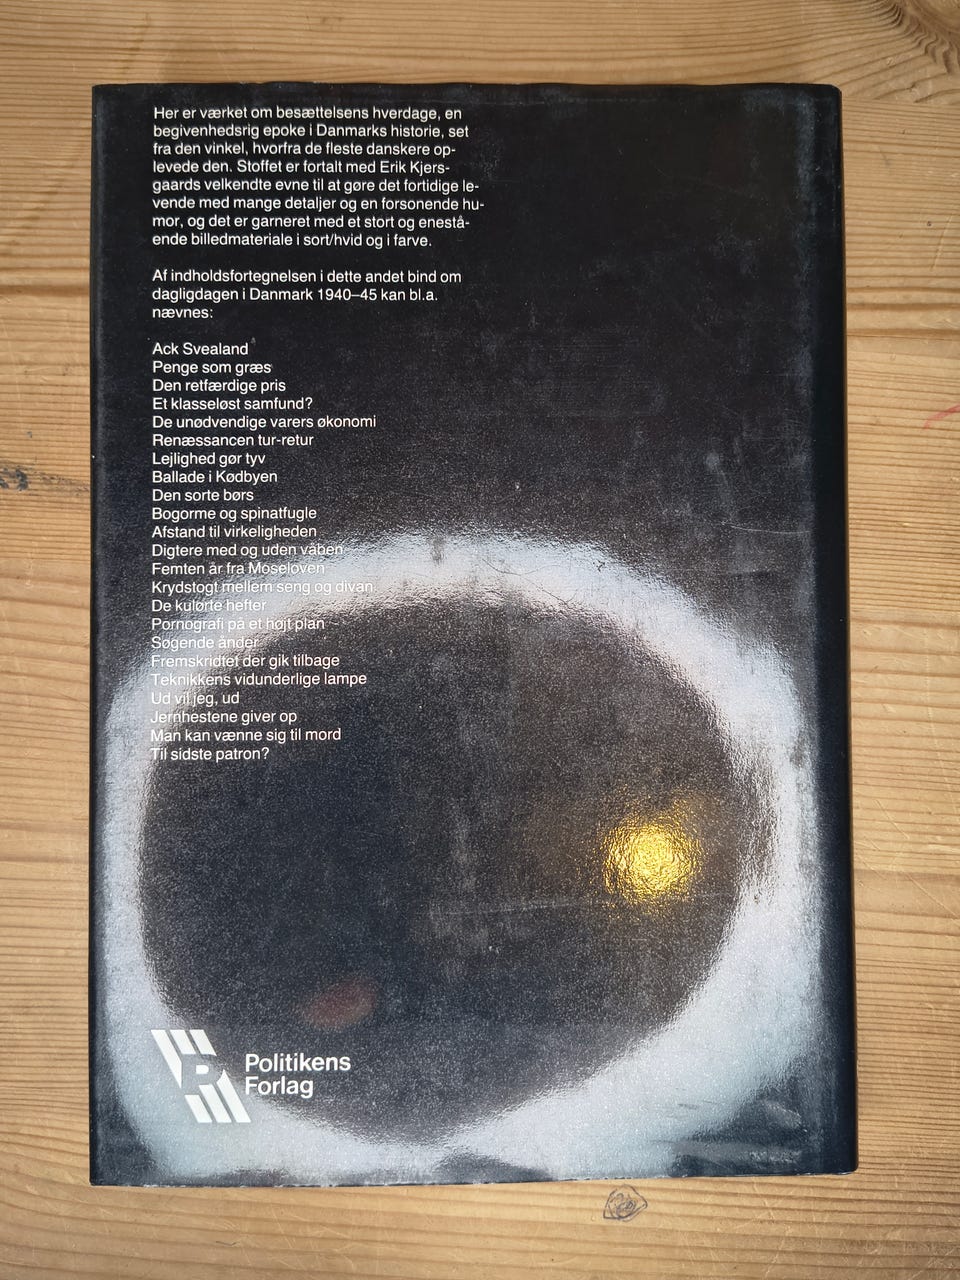 Her er værket om besættelsens hverdage, en
begivenhedsrig epoke i Danmarks historie, set
fra den vinkel, hvorfra de fleste danskere op-
levede den. Stoffet er fortalt med Erik Kjers-
gaards velkendte evne til at gøre det fortidige le-
vende med mange detaljer og en forsonende hu-
mor, og det er garneret med et stort og enestå-
ende billedmateriale i sort/hvid og i farve.
Af indholdsfortegnelsen i dette andet bind om
dagligdagen i Danmark 1940–45 kan bl.a.
nævnes:
Ack Svealand
Penge som græs
Den retfærdige pris
Et klasseløst samfund?
De unødvendige varers økonomi
Renæssancen tur-retur
Lejlighed gør tyv
Ballade i Kødbyen
Den sorte børs
Bogorme og spinatfugle
Afstand til virkeligheden
Digtere med og uden våben
Femten år fra Moseloven
Krydstogt mellem seng og divan
De kulørte hefter
Pornografi på et højt plan
Søgende ånder
Fremskridtet der gik tilbage
Teknikkens vidunderlige lampe
Ud vil jeg, ud
Jernhestene giver op
Man kan vænne sig til mord
Til sidste patron?
Politikens
Forlag